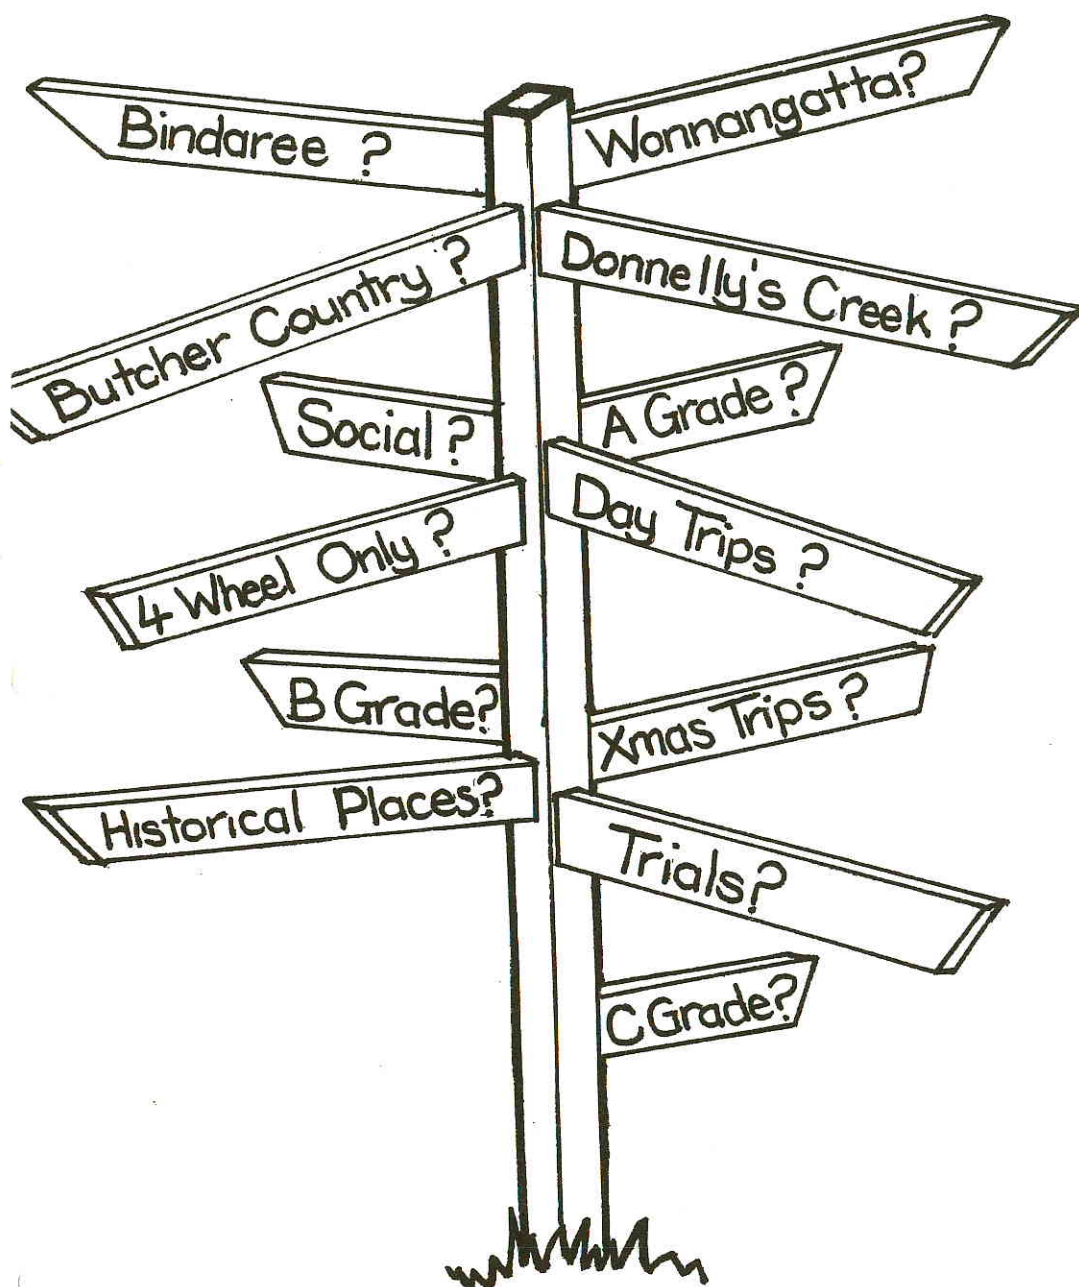 Bindaree ?
Wonnangatta?
Butcher Country ?
Donnelly's Creek ?
Social ?
A Grade ?
4 Wheel Only ?
Day Trips ?
B Grade?
Xmas Trips ?
Historical Places?
Trials?
C Grade?